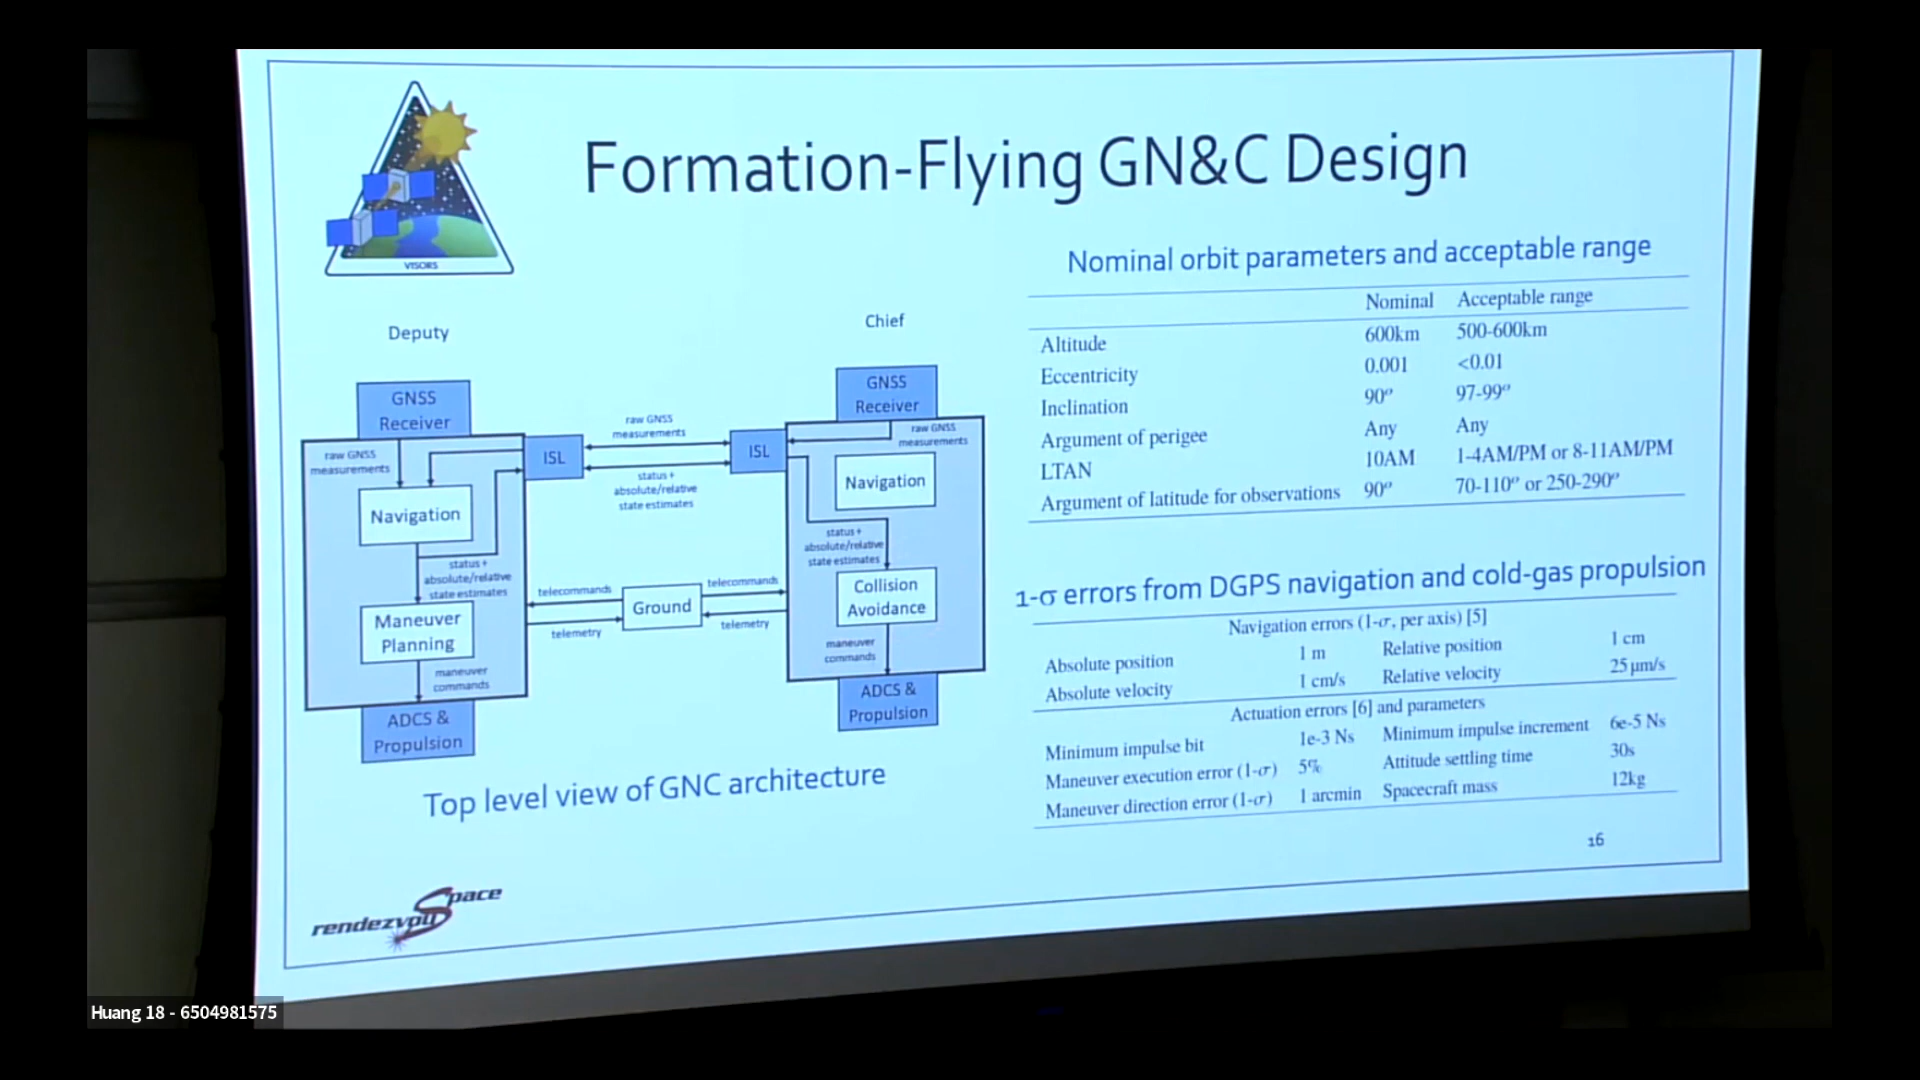 Formation-Flying GN&C Design
VISORS
Deputy
Chief
GNSS
Receiver
raw GNSS
measurements
ISL
Navigation
status +
absolute/relative
state estimates
Maneuver
Planning
maneuver
commands
ADCS &
Propulsion
raw GNSS
measurements
status +
absolute/relative
state estimates
telecommands
telemetry
Ground
telecommands
telemetry
GNSS
Receiver
raw GNSS
measurements
ISL
Navigation
status +
absolute/relative
state estimates
Collision
Avoidance
maneuver
commands
ADCS &
Propulsion
Top level view of GNC architecture
Nominal orbit parameters and acceptable range
Nominal Acceptable range
Altitude 600km 500-600km
Eccentricity 0.001 <0.01
Inclination 90º 97-99º
Argument of perigee Any Any
LTAN 10AM 1-4AM/PM or 8-11AM/PM
Argument of latitude for observations 90º 70-110º or 250-290º
1-σ errors from DGPS navigation and cold-gas propulsion
Navigation errors (1-σ, per axis) [5]
Absolute position 1 m Relative position 1 cm
Absolute velocity 1 cm/s Relative velocity 25 µm/s
Actuation errors [6] and parameters
Minimum impulse bit 1e-3 Ns Minimum impulse increment 6e-5 Ns
Maneuver execution error (1-σ) 5% Attitude settling time 30s
Maneuver direction error (1-σ) 1 arcmin Spacecraft mass 12kg
16
rendezvouSpace
Huang 18 - 6504981575